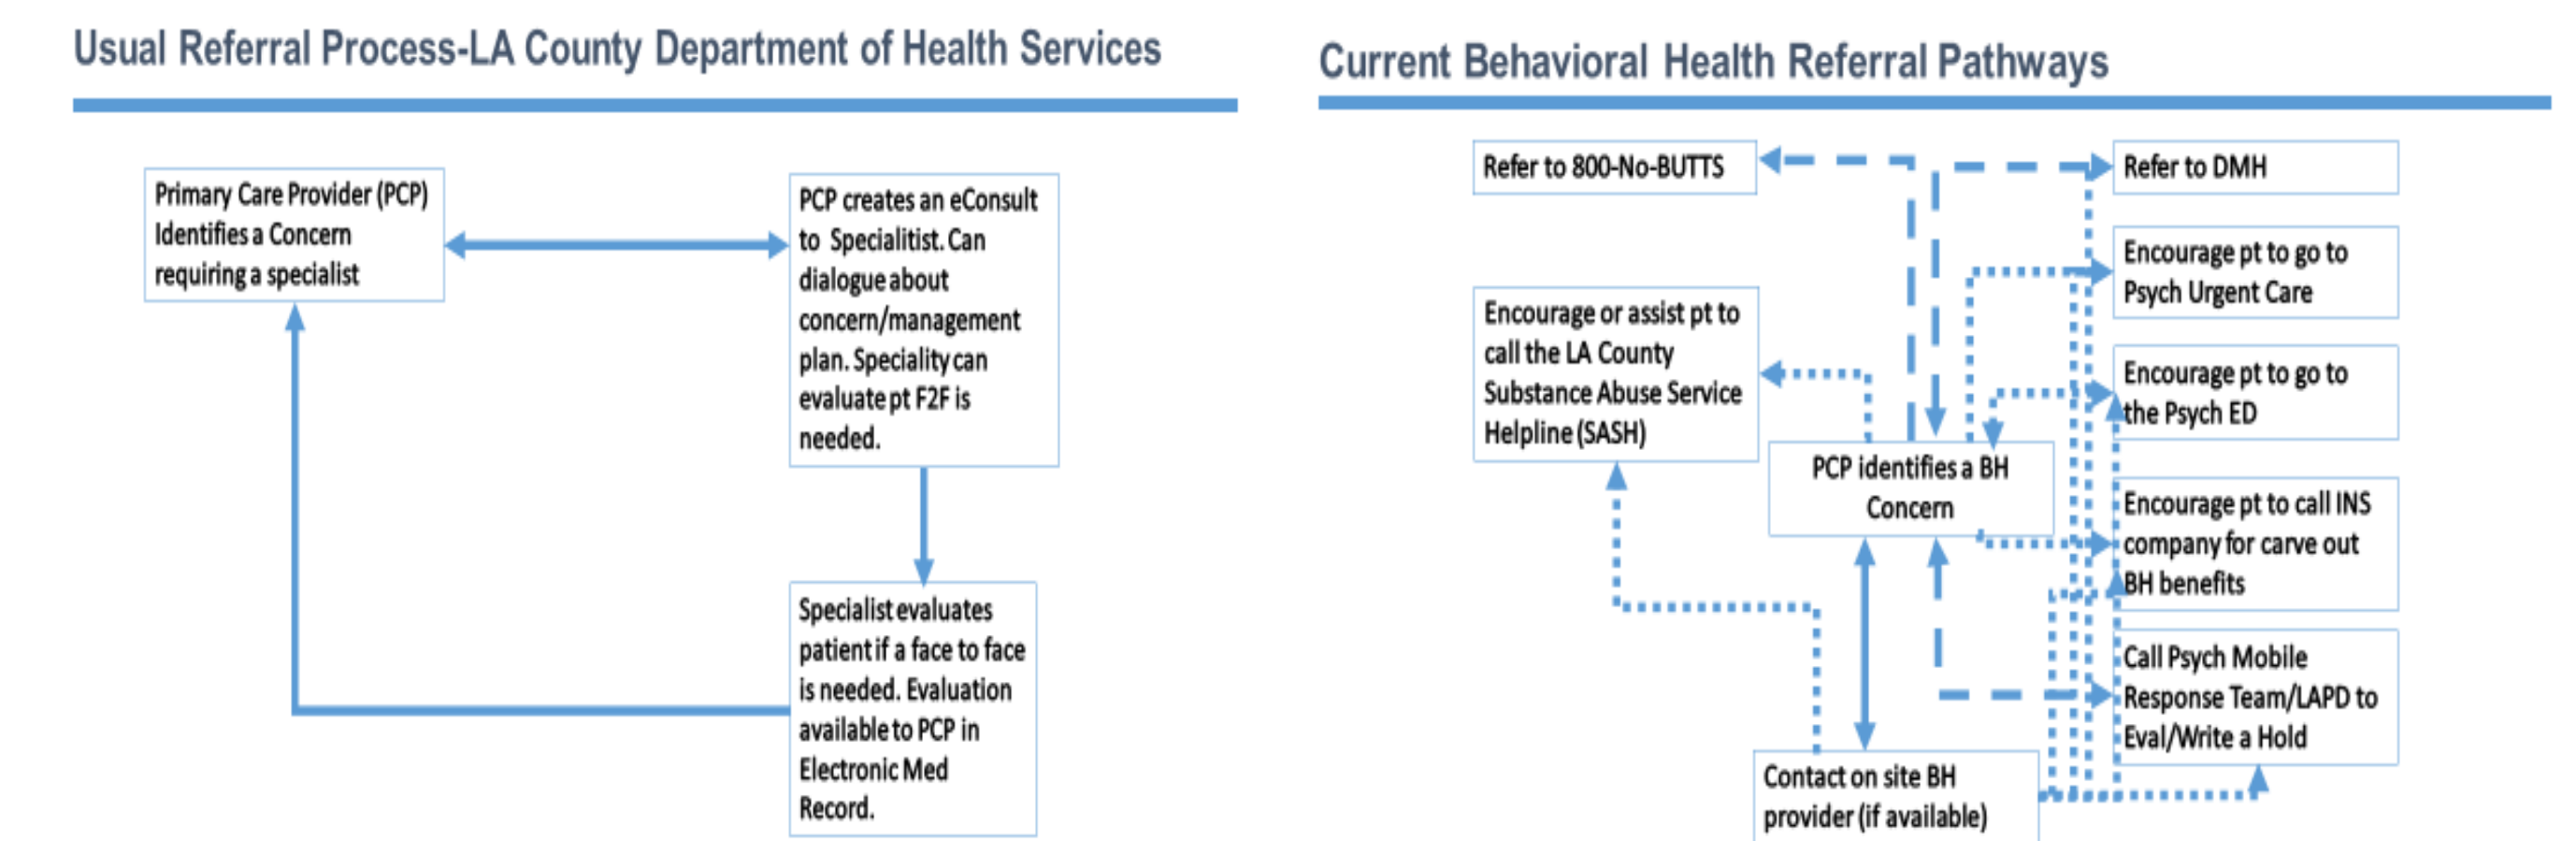 Usual Referral Process-LA County Department of Health Services
Primary Care Provider (PCP)
Identifies a Concern
requiring a specialist
PCP creates an eConsult
to Specialitist. Can
dialogue about
concern/management
plan. Speciality can
evaluate pt F2F is
needed.
Specialist evaluates
patient if a face to face
is needed. Evaluation
available to PCP in
Electronic Med
Record.
Current Behavioral Health Referral Pathways
Refer to 800-No-BUTTS
Encourage or assist pt to
call the LA County
Substance Abuse Service
Helpline (SASH)
PCP identifies a BH
Concern
Contact on site BH
provider (if available)
Refer to DMH
Encourage pt to go to
Psych Urgent Care
Encourage pt to go to
the Psych ED
Encourage pt to call INS
company for carve out
BH benefits
Call Psych Mobile
Response Team/LAPD to
Eval/Write a Hold